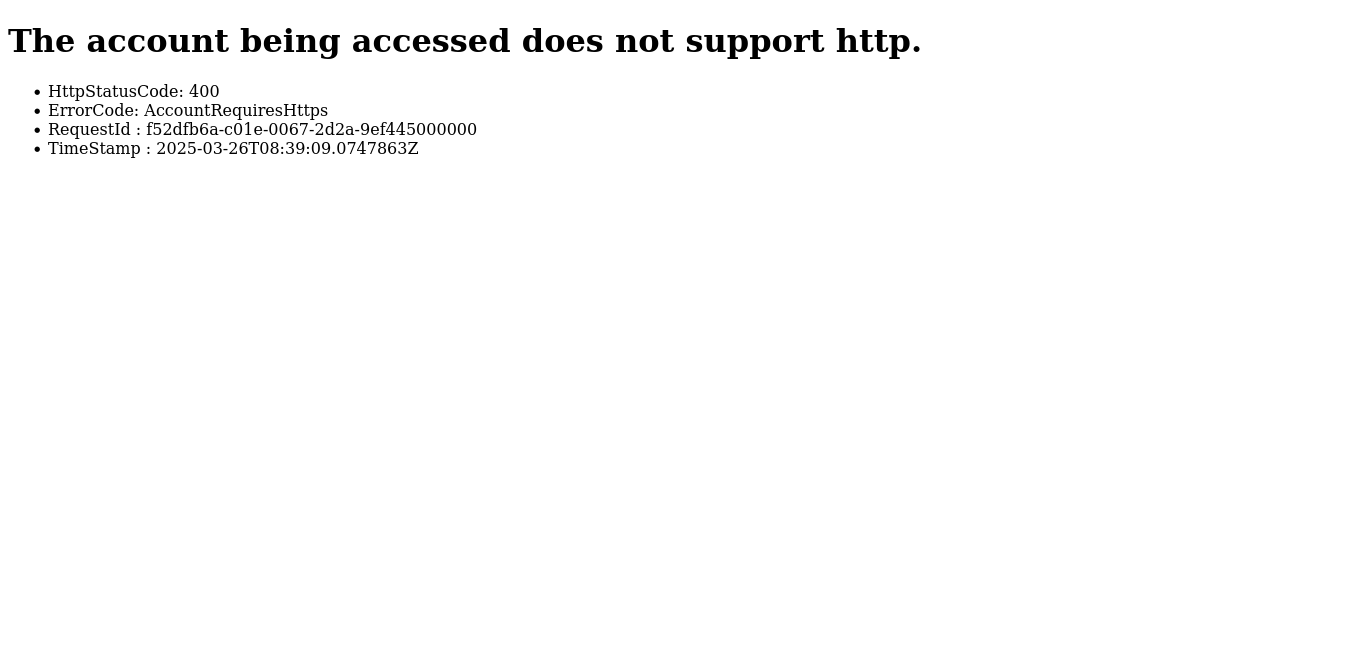 The account being accessed does not support http.
• HttpStatusCode: 400
• ErrorCode: AccountRequiresHttps
• RequestId : f52dfb6a-c01e-0067-2d2a-9ef445000000
• TimeStamp : 2025-03-26T08:39:09.0747863Z